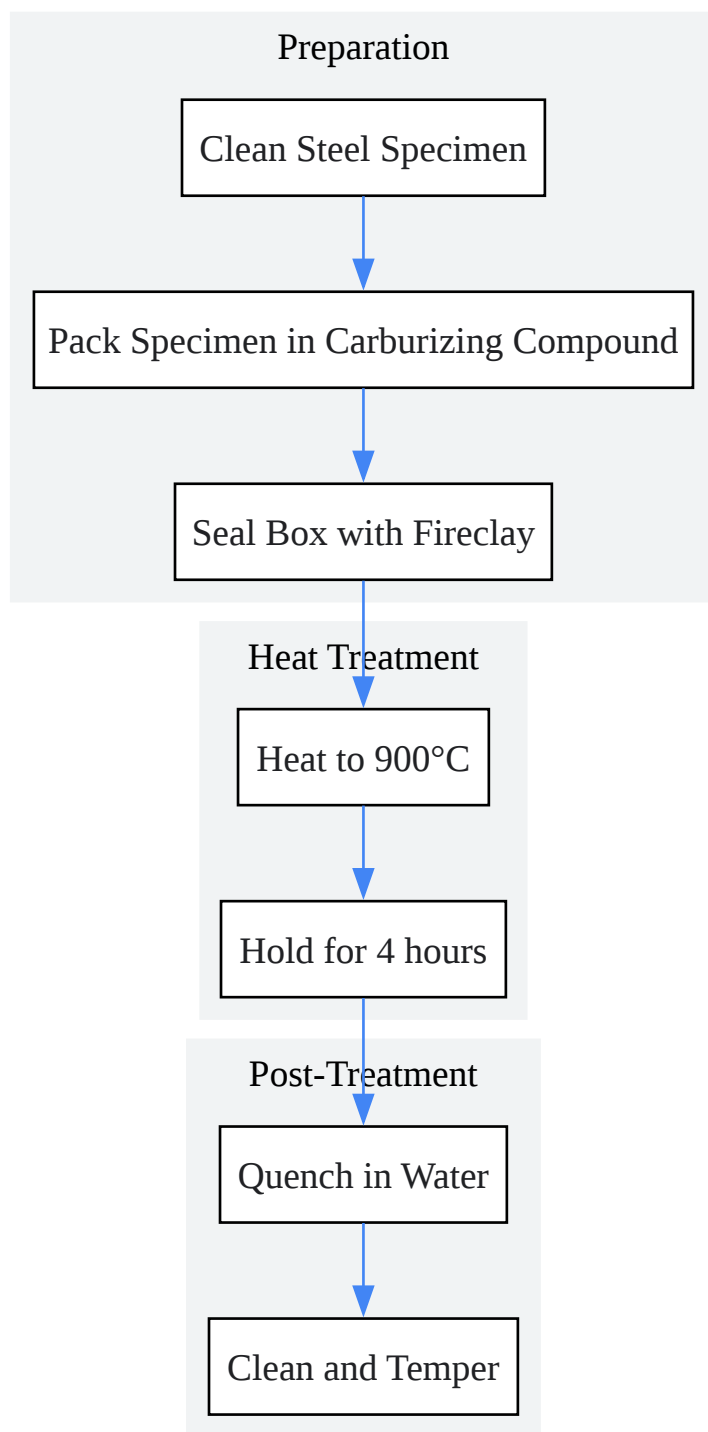 Preparation
Clean Steel Specimen
Pack Specimen in Carburizing Compound
Seal Box with Fireclay
Heat Treatment
Heat to 900°C
Hold for 4 hours
Post-Treatment
Quench in Water
Clean and Temper